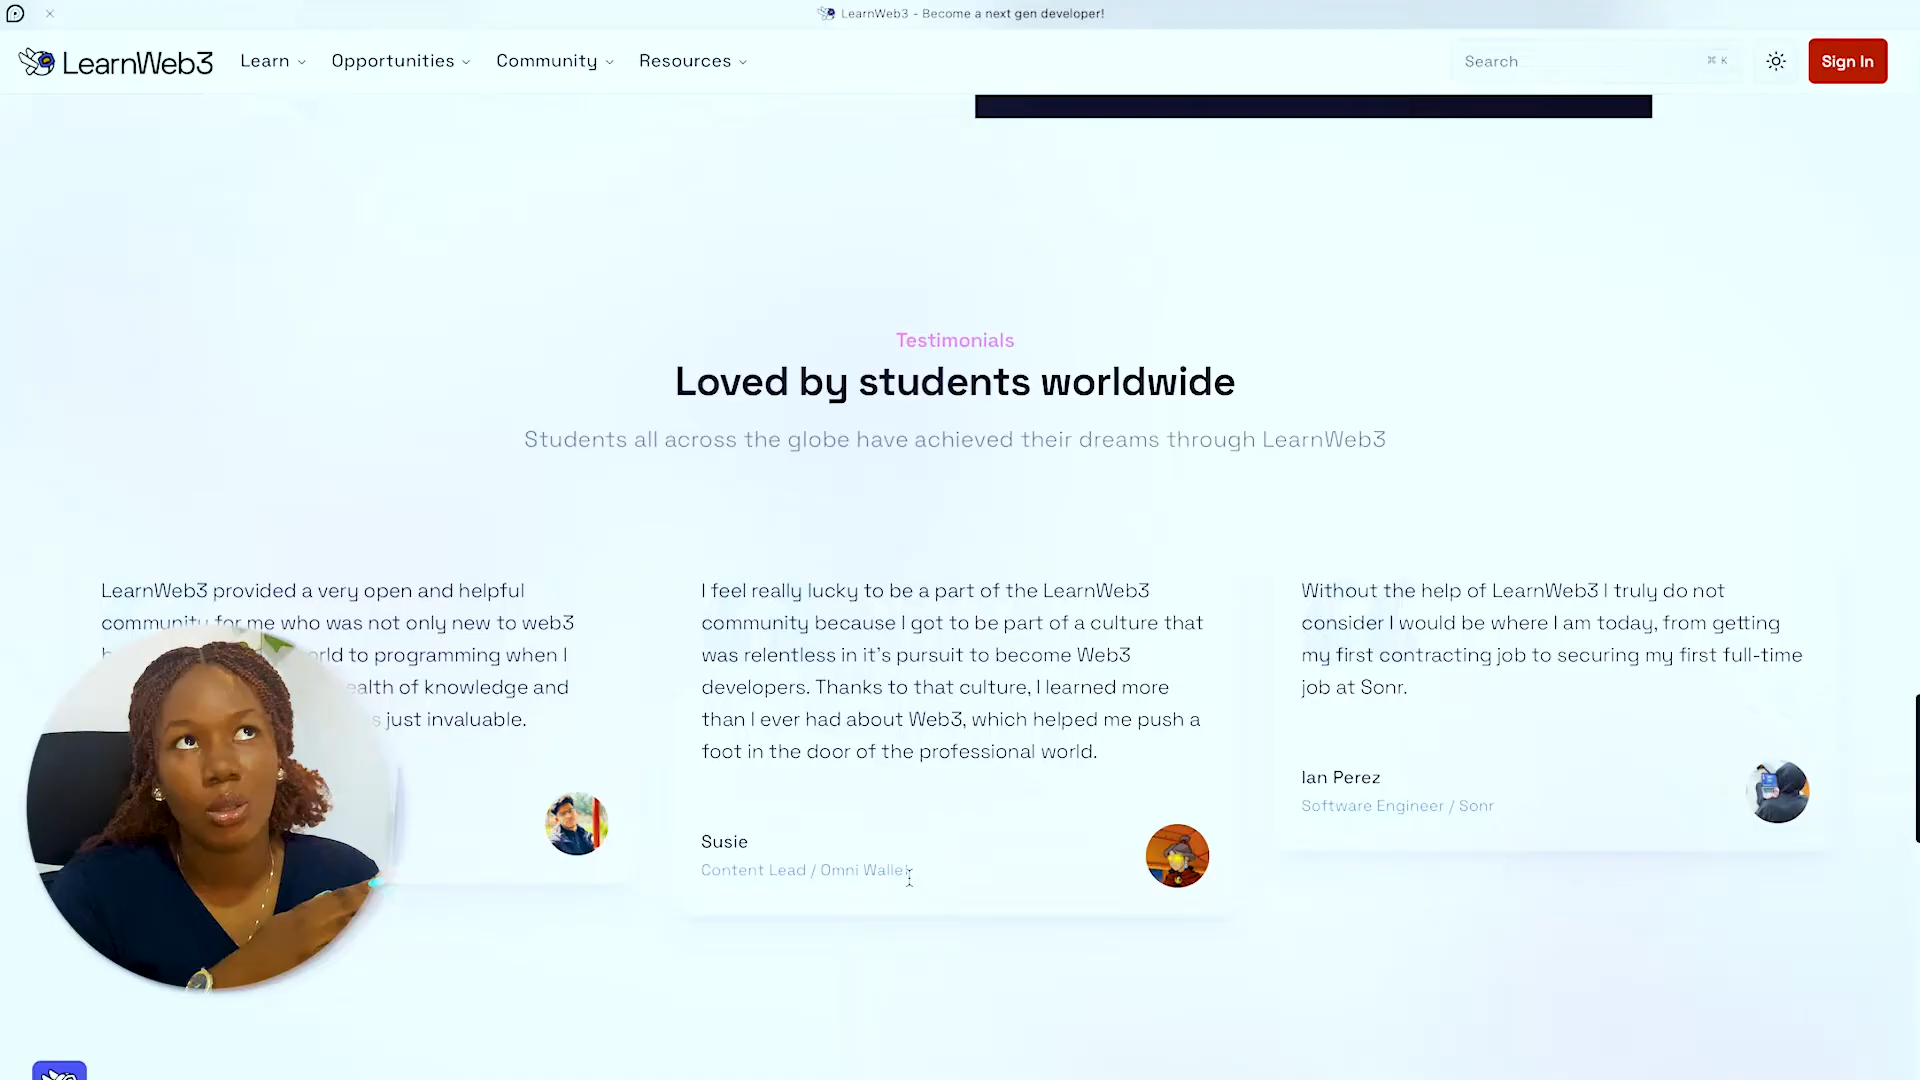 LearnWeb3 - Become a next gen developer!
LearnWeb3
Learn
Opportunities
Community
Resources
Search
⌘ K
Sign In
Testimonials
Loved by students worldwide
Students all across the globe have achieved their dreams through LearnWeb3
LearnWeb3 provided a very open and helpful
community for me who was not only new to web3
to programming when I
of knowledge and
just invaluable.
I feel really lucky to be a part of the LearnWeb3
community because I got to be part of a culture that
was relentless in it's pursuit to become Web3
developers. Thanks to that culture, I learned more
than I ever had about Web3, which helped me push a
foot in the door of the professional world.
Susie
Content Lead / Omni Wallet
Without the help of LearnWeb3 I truly do not
consider I would be where I am today, from getting
my first contracting job to securing my first full-time
job at Sonr.
Ian Perez
Software Engineer / Sonr